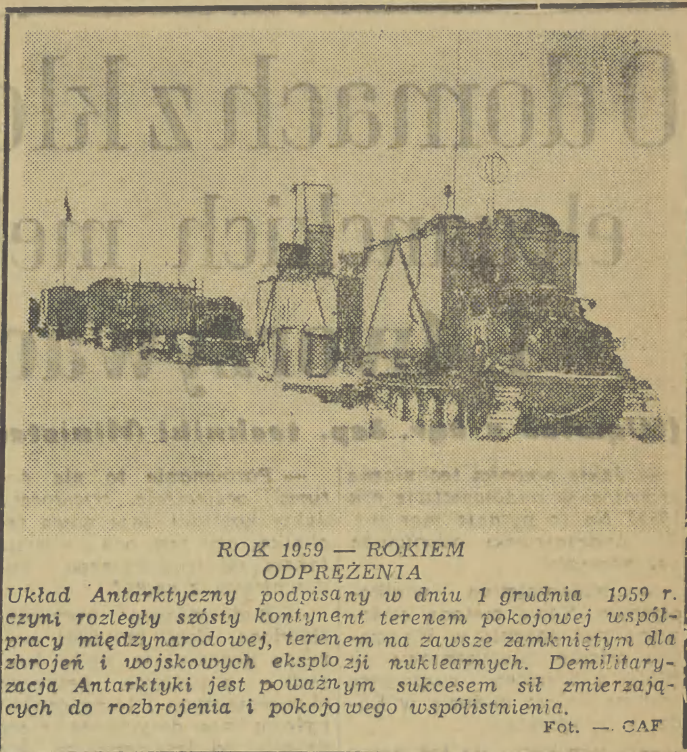 ROK 1959 — ROKIEM
ODPRĘŻENIA
Układ Antarktyczny podpisany w dniu 1 grudnia 1959 r.
czyni rozległy szósty kontynent terenem pokojowej współ-
pracy międzynarodowej, terenem na zawsze zamkniętym dla
zbrojeń i wojskowych eksplozji nuklearnych. Demilitary-
zacja Antarktyki jest poważnym sukcesem sił zmierzają-
cych do rozbrojenia i pokojowego współistnienia.
Fot. — CAF